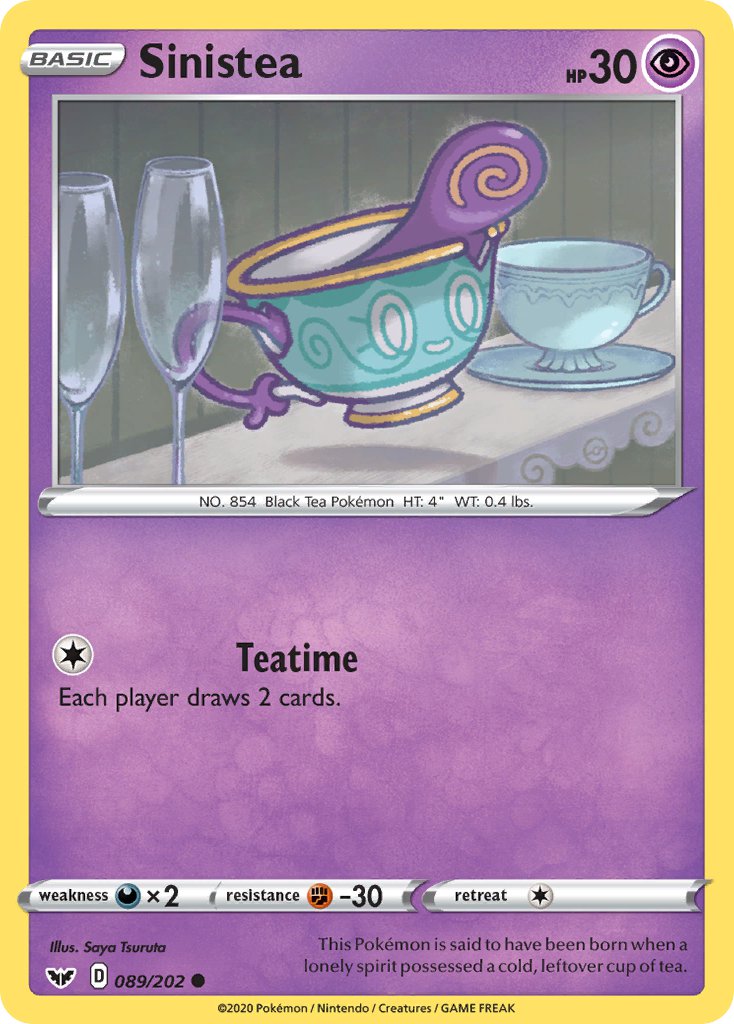 BASIC Sinistea HP30
NO. 854 Black Tea Pokémon HT: 4" WT: 0.4 lbs.
Teatime
Each player draws 2 cards.
weakness ×2 resistance -30 retreat
Illus. Saya Tsuruta
This Pokémon is said to have been born when a
lonely spirit possessed a cold, leftover cup of tea.
D 089/202
©2020 Pokémon / Nintendo / Creatures / GAME FREAK